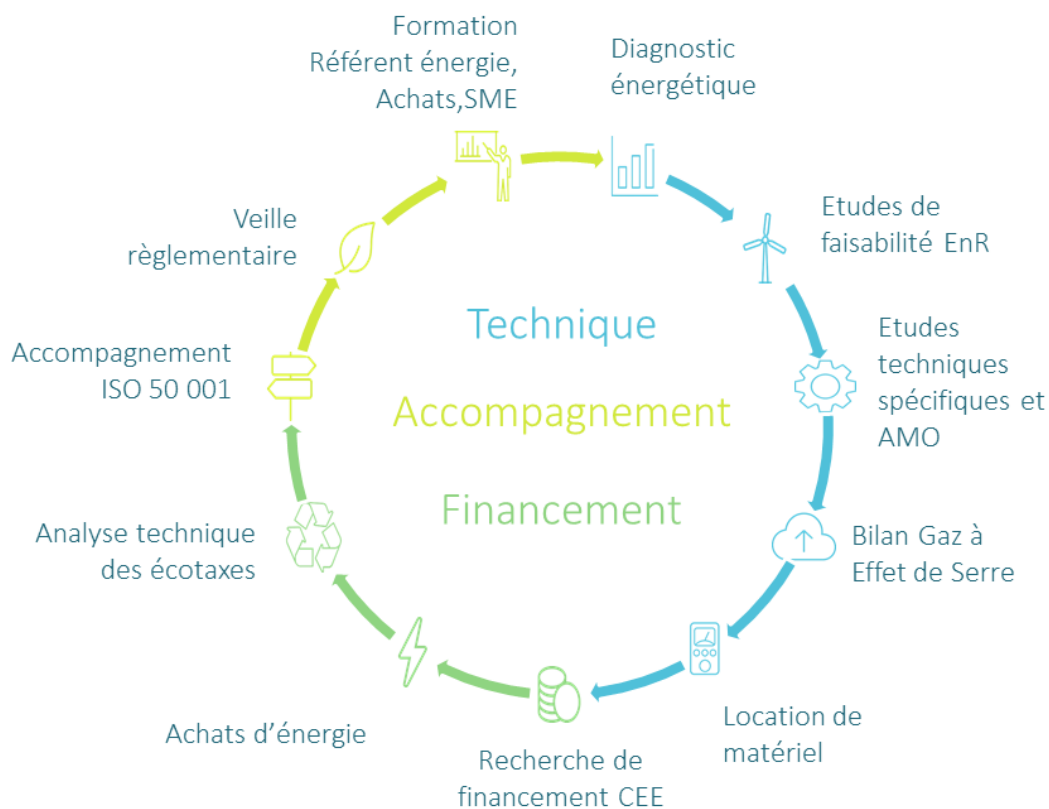 Formation
Référent énergie,
Achats,SME
Diagnostic
énergétique
Etudes de
faisabilité EnR
Etudes
techniques
spécifiques et
AMO
Bilan Gaz à
Effet de Serre
Location de
matériel
Recherche de
financement CEE
Achats d’énergie
Analyse technique
des écotaxes
Accompagnement
ISO 50 001
Veille
règlementaire
Technique
Accompagnement
Financement